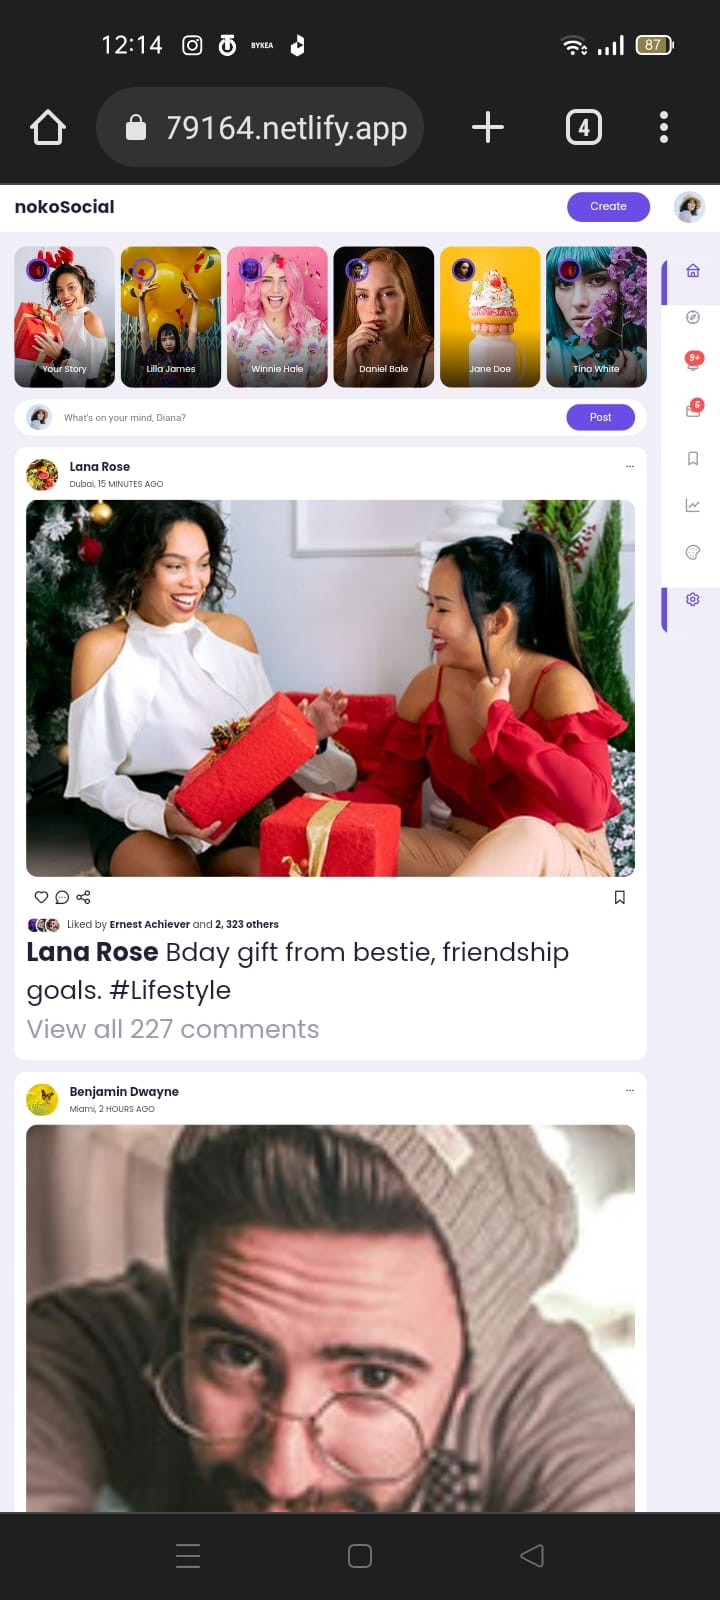 12:14
BYKEA
87
79164.netlify.app
4
nokoSocial
Create
Your Story
Lilla James
Winnie Hale
Daniel Bale
Jane Doe
Tina White
What's on your mind, Diana?
Post
9+
6
Lana Rose
Dubai, 15 MINUTES AGO
...
Liked by Ernest Achiever and 2, 323 others
Lana Rose Bday gift from bestie, friendship
goals. #Lifestyle
View all 227 comments
Benjamin Dwayne
Miami, 2 HOURS AGO
...